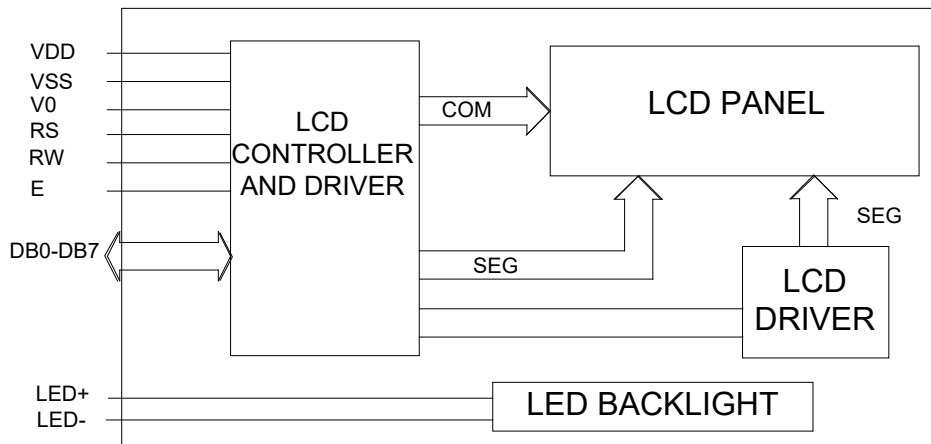 VDD
VSS
V0
RS
RW
E
DB0-DB7
LED+
LED-
LCD
CONTROLLER
AND DRIVER
COM
SEG
LCD PANEL
SEG
LCD
DRIVER
LED BACKLIGHT